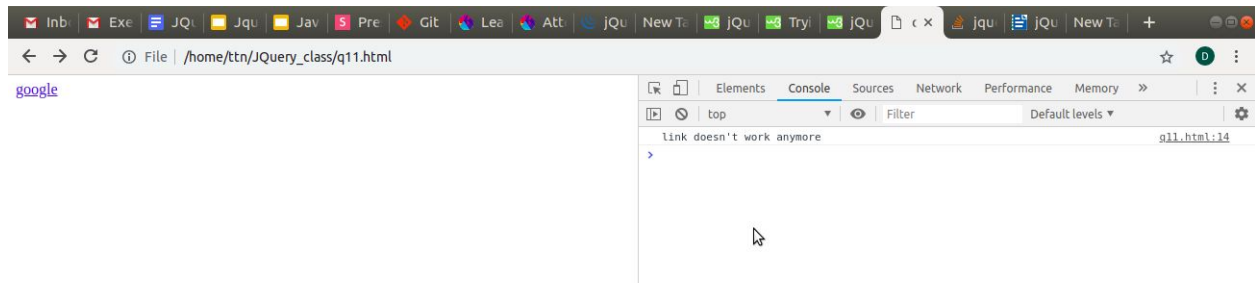 Inb Exe JQu Jqu Jav Pre Git Lea Att jQu New Ta jQu Tryi jQu jqu jQu New Ta
File /home/ttn/JQuery_class/q11.html D
google
Elements Console Sources Network Performance Memory
top Filter Default levels
link doesn't work anymore q11.html:14